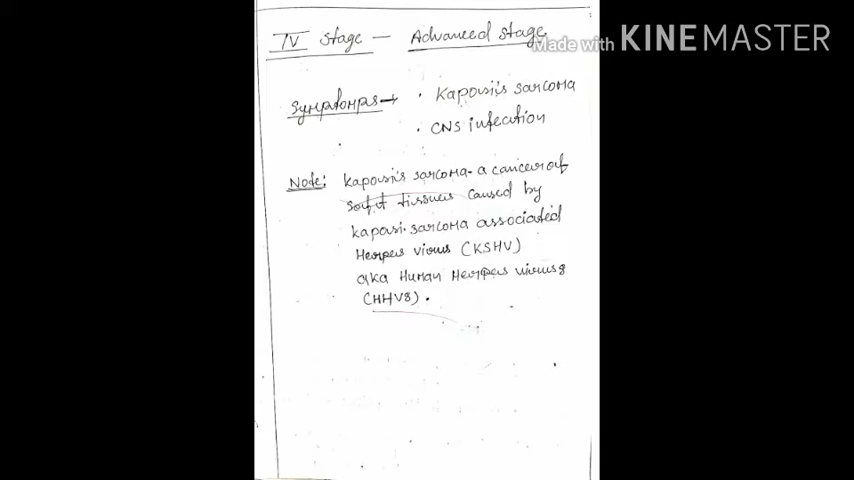 IV Stage — Advanced stage
Made with KINEMASTER
Symptomps → • Kaposi's sarcoma
• CNS infection
Note: Kaposi's sarcoma - a cancer of
soft tissues caused by
kaposi sarcoma associated
Herpes virus (KSHV)
aka Human Herpes virus 8
(HHV8).